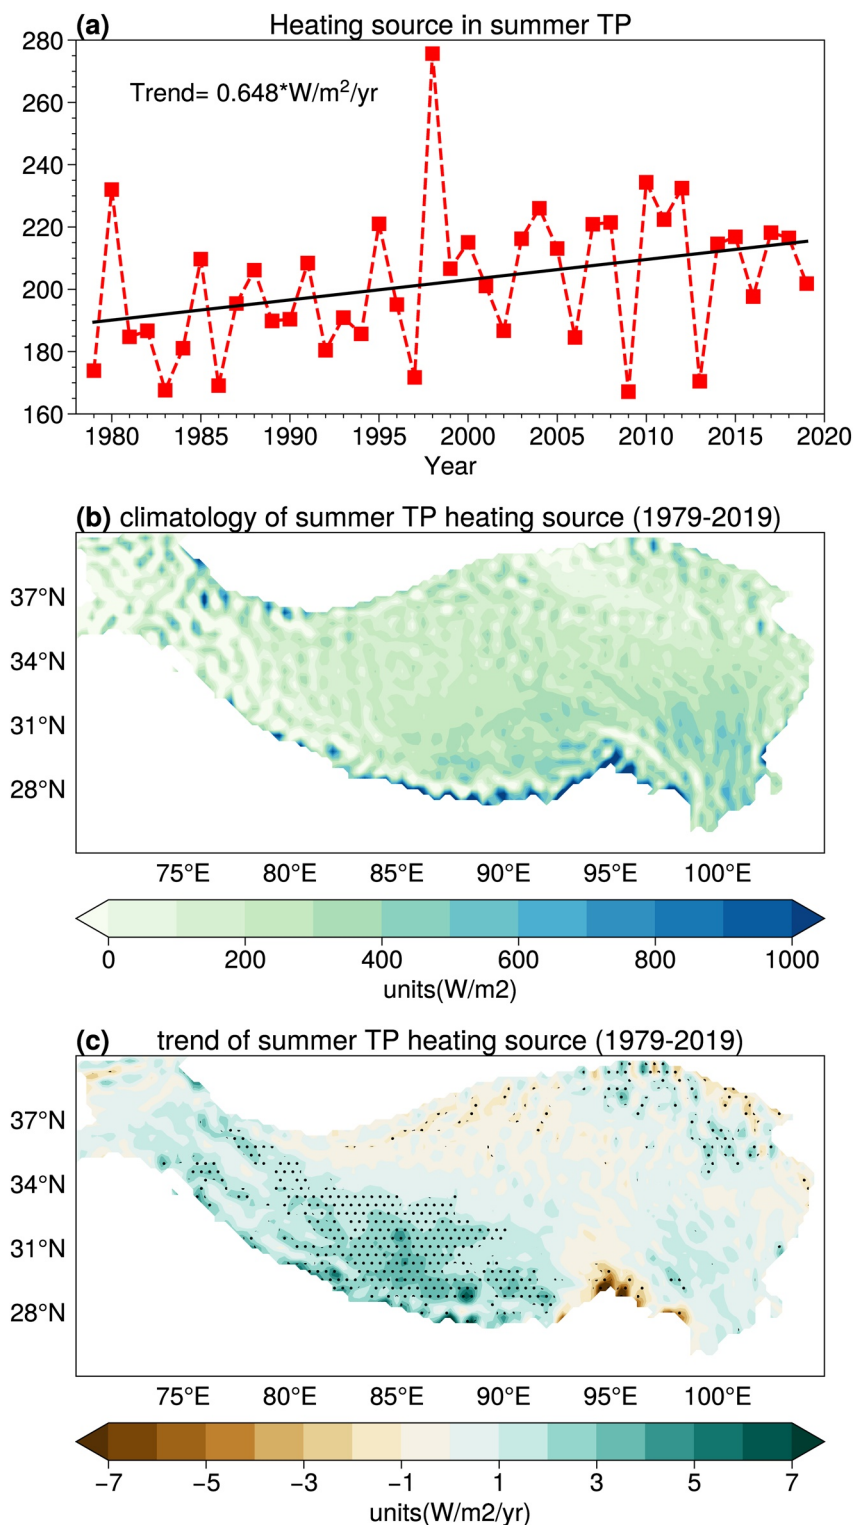 (a) Heating source in summer TP
Trend= 0.648*W/m²/yr
280
260
240
220
200
180
160
1980 1985 1990 1995 2000 2005 2010 2015 2020
Year
(b) climatology of summer TP heating source (1979-2019)
37°N
34°N
31°N
28°N
75°E 80°E 85°E 90°E 95°E 100°E
0 200 400 600 800 1000
units(W/m2)
(c) trend of summer TP heating source (1979-2019)
37°N
34°N
31°N
28°N
75°E 80°E 85°E 90°E 95°E 100°E
−7 −5 −3 −1 1 3 5 7
units(W/m2/yr)